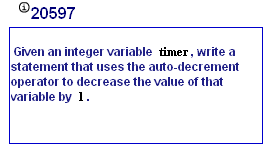 i 20597
Given an integer variable timer, write a
statement that uses the auto-decrement
operator to decrease the value of that
variable by 1.